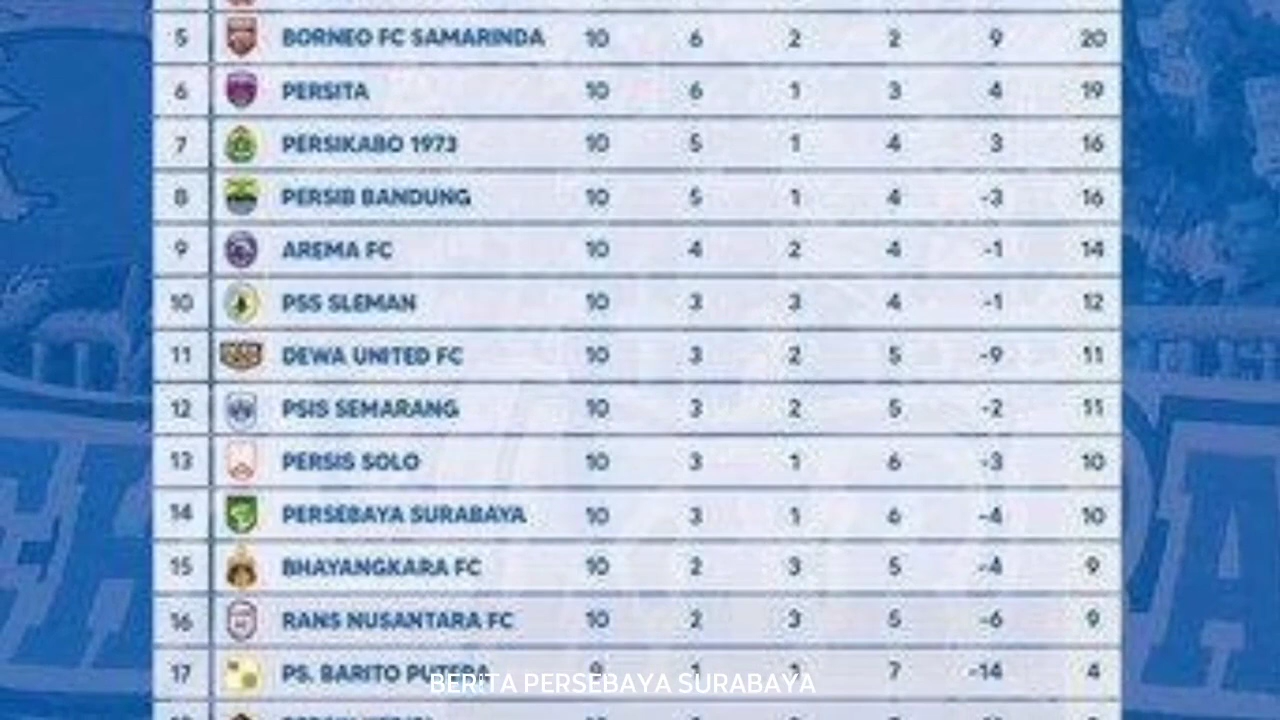 5 BORNEO FC SAMARINDA 10 6 2 2 9 20
6 PERSITA 10 6 1 3 4 19
7 PERSIKABO 1973 10 5 1 4 3 16
8 PERSIB BANDUNG 10 5 1 4 -3 16
9 AREMA FC 10 4 2 4 -1 14
10 PSS SLEMAN 10 3 3 4 -1 12
11 DEWA UNITED FC 10 3 2 5 -9 11
12 PSIS SEMARANG 10 3 2 5 -2 11
13 PERSIS SOLO 10 3 1 6 -3 10
14 PERSEBAYA SURABAYA 10 3 1 6 -4 10
15 BHAYANGKARA FC 10 2 3 5 -4 9
16 RANS NUSANTARA FC 10 2 3 5 -6 9
17 PS. BARITO PUTERA 9 1 1 7 -14 4
BERITA PERSEBAYA SURABAYA